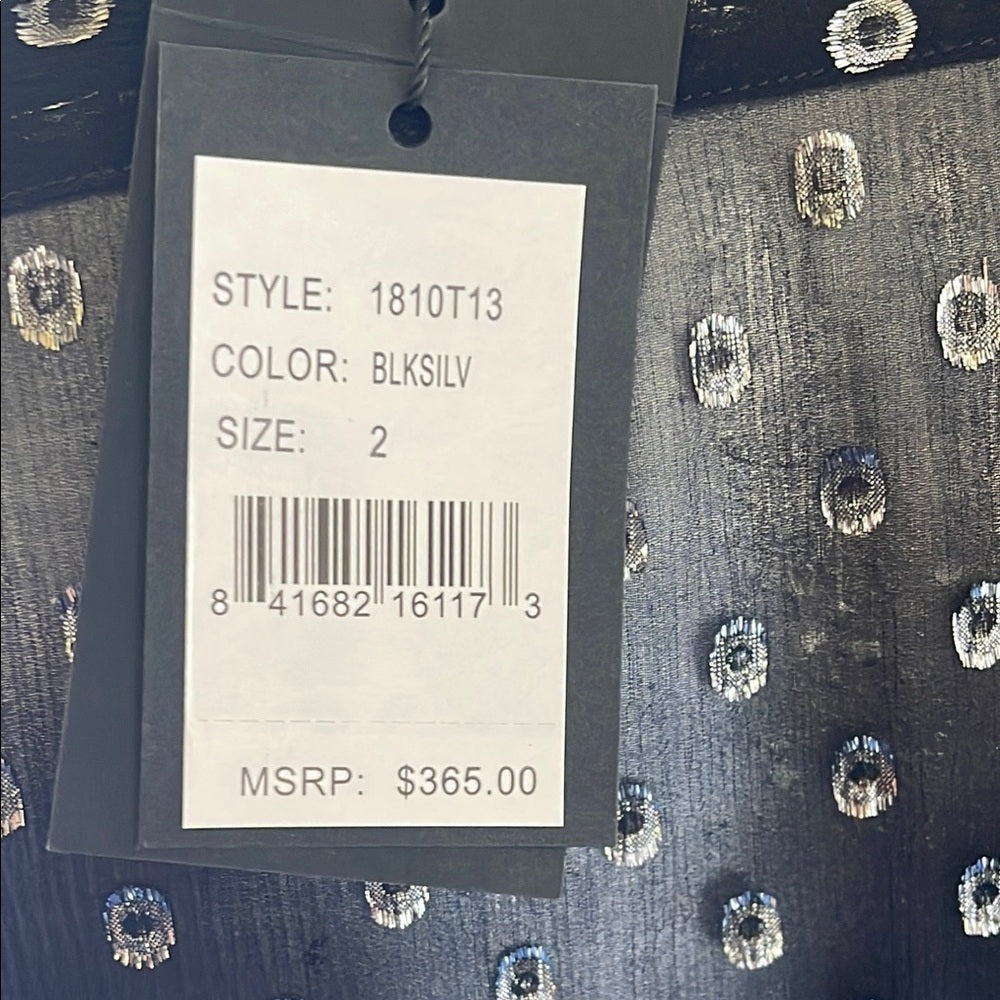 STYLE: 1810T13
COLOR: BLKSILV
SIZE: 2
8 41682 16117 3
MSRP: $365.00